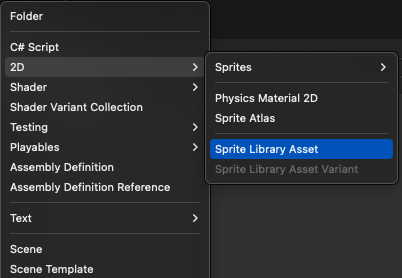 Folder
C# Script
2D
Shader
Shader Variant Collection
Testing
Playables
Assembly Definition
Assembly Definition Reference
Text
Scene
Scene Template
Sprites
Physics Material 2D
Sprite Atlas
Sprite Library Asset
Sprite Library Asset Variant